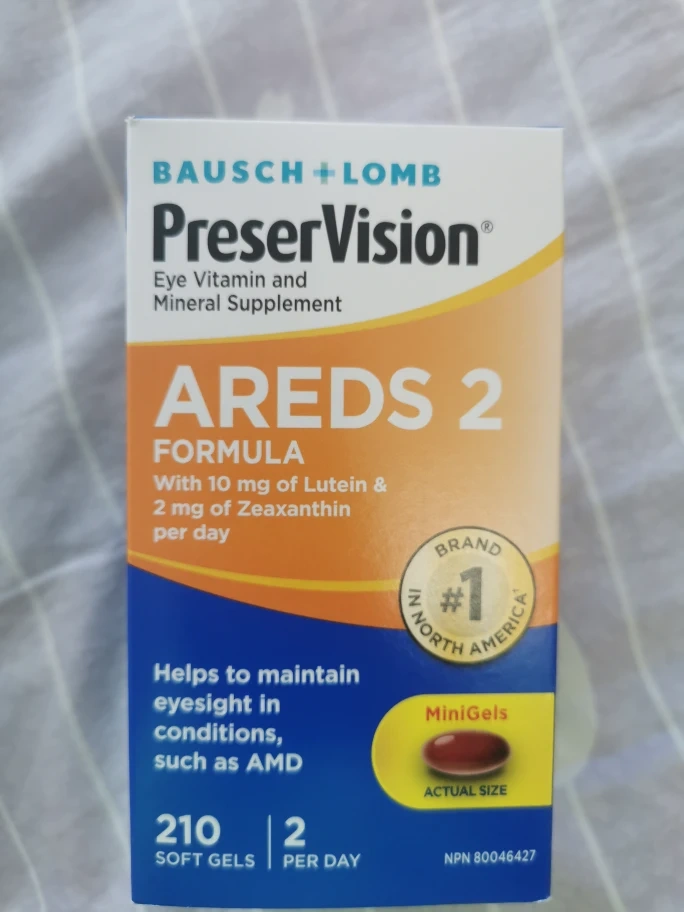 BAUSCH + LOMB
PreserVision®
Eye Vitamin and
Mineral Supplement
AREDS 2
FORMULA
With 10 mg of Lutein &
2 mg of Zeaxanthin
per day
BRAND
#1
IN NORTH AMERICA†
Helps to maintain
eyesight in
conditions,
such as AMD
MiniGels
ACTUAL SIZE
210
SOFT GELS
2
PER DAY
NPN 80046427